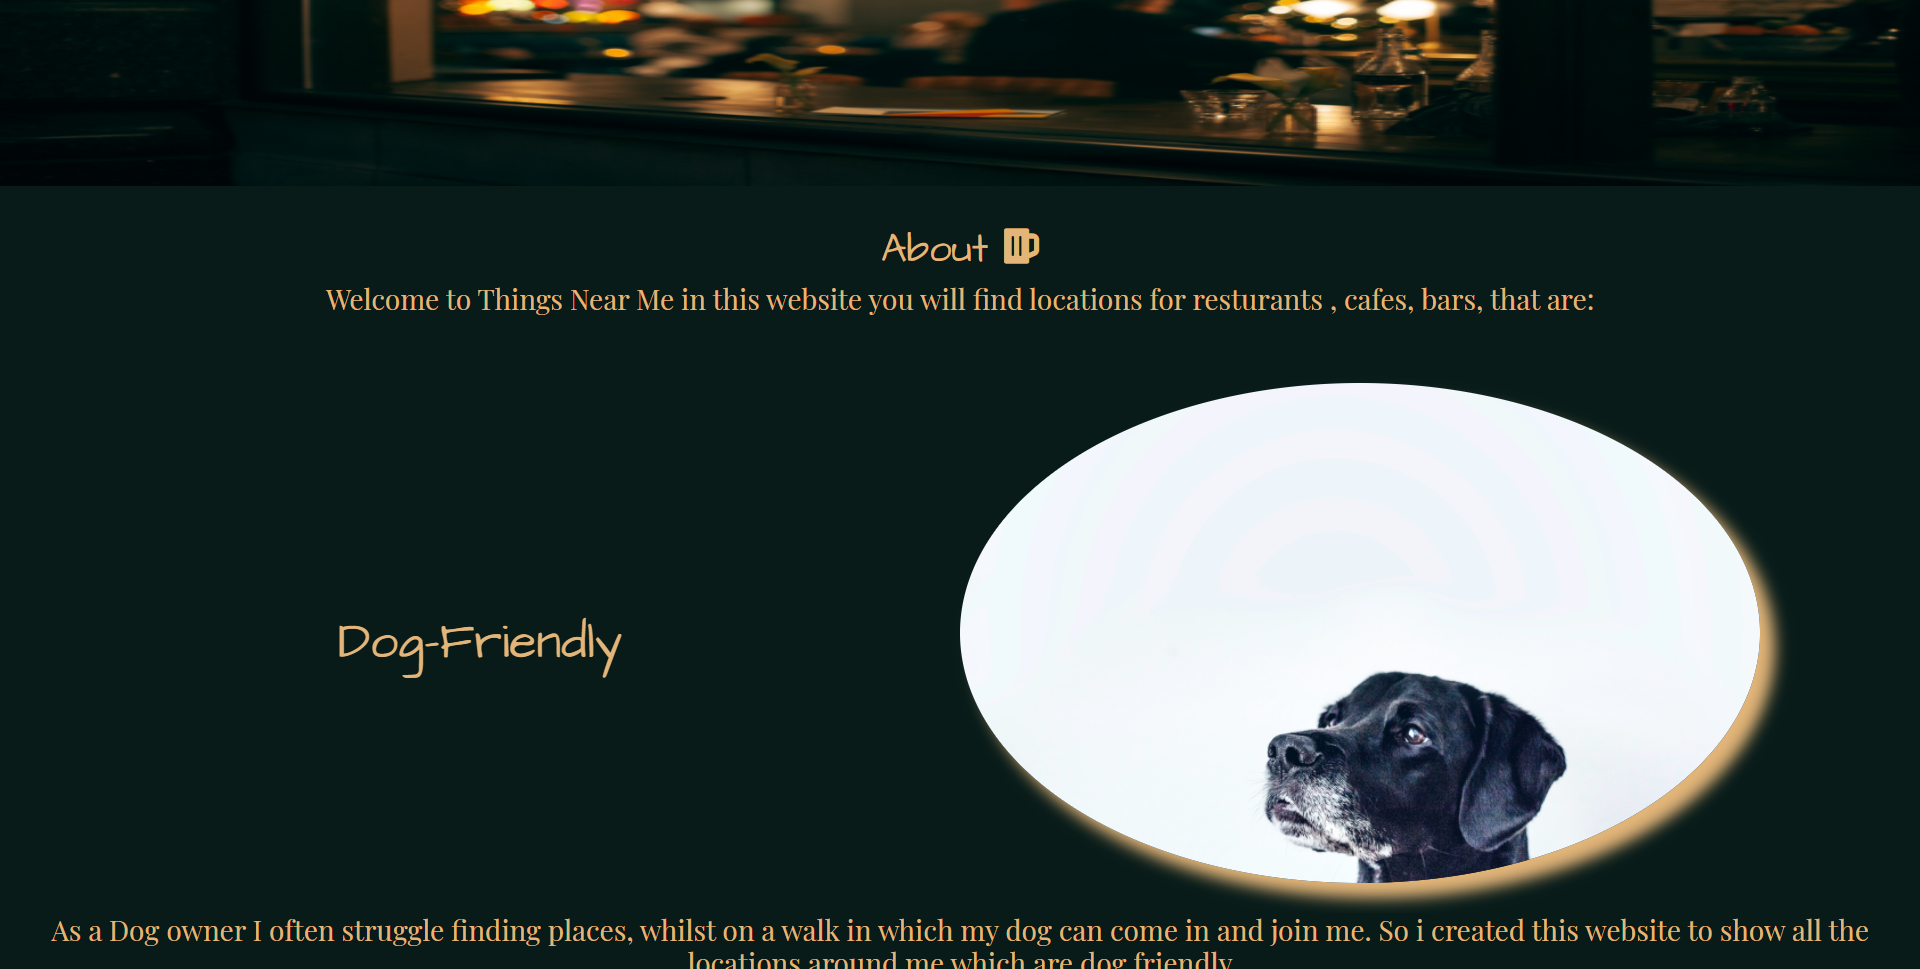 About
Welcome to Things Near Me in this website you will find locations for resturants , cafes, bars, that are:
Dog-Friendly
As a Dog owner I often struggle finding places, whilst on a walk in which my dog can come in and join me. So i created this website to show all the
locations around me which are dog friendly